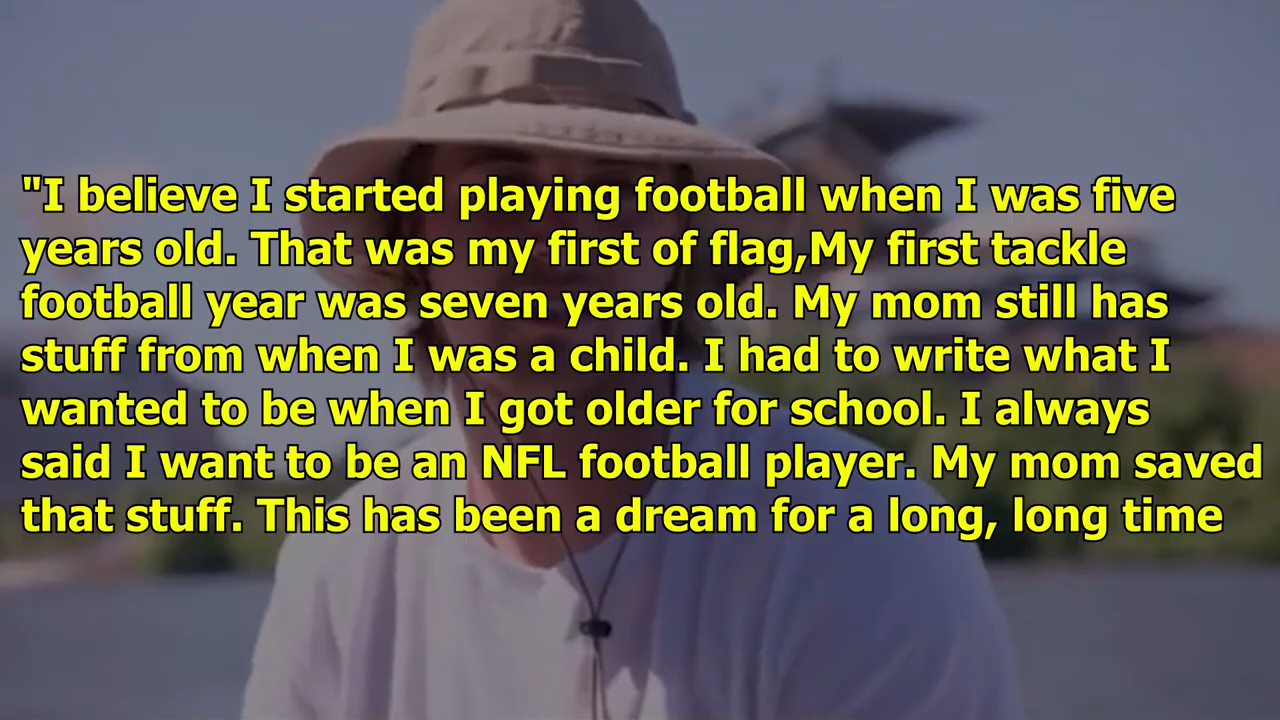 "I believe I started playing football when I was five
years old. That was my first of flag,My first tackle
football year was seven years old. My mom still has
stuff from when I was a child. I had to write what I
wanted to be when I got older for school. I always
said I want to be an NFL football player. My mom saved
that stuff. This has been a dream for a long, long time